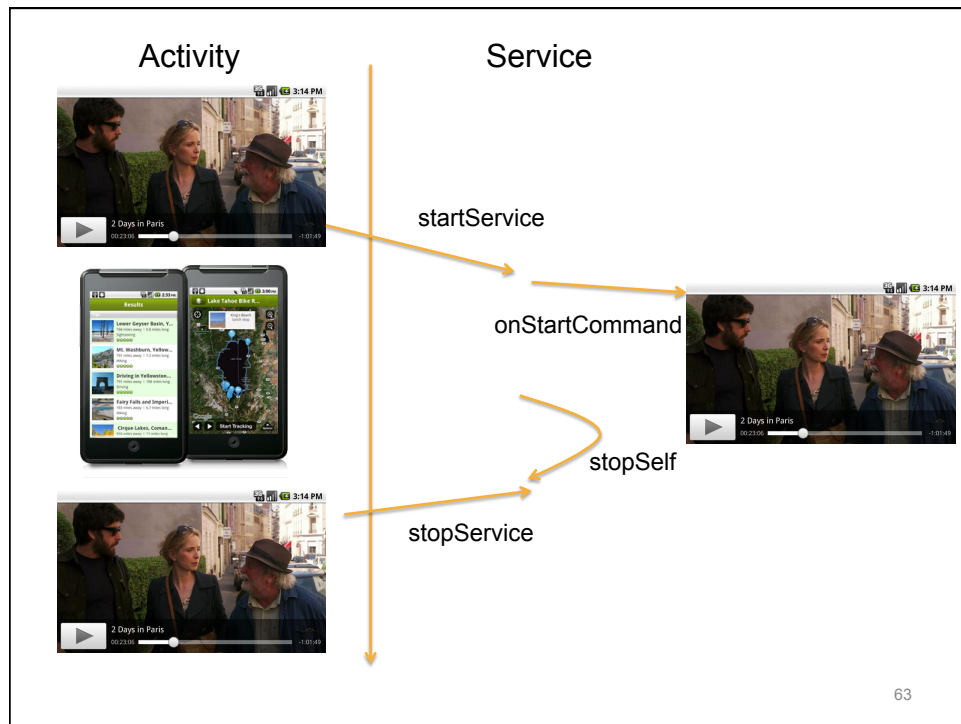 Activity
Service
3:14 PM
2 Days in Paris
00:23:06
-1:01:49
startService
onStartCommand
3:14 PM
2 Days in Paris
00:23:06
-1:01:49
Results
Lower Geyser Basin, Y...
Mt. Washburn, Yellow...
Driving in Yellowston...
Fairy Falls and Imperi...
Cirque Lakes, Coman...
Lake Tahoe Bike R...
Start Tracking
stopSelf
stopService
3:14 PM
2 Days in Paris
00:23:06
-1:01:49
63